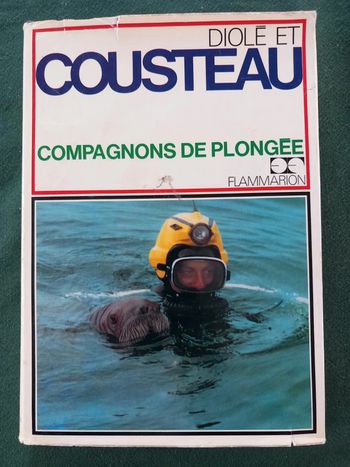 DIOLÉ ET
COUSTEAU
COMPAGNONS DE PLONGÉE
FLAMMARION